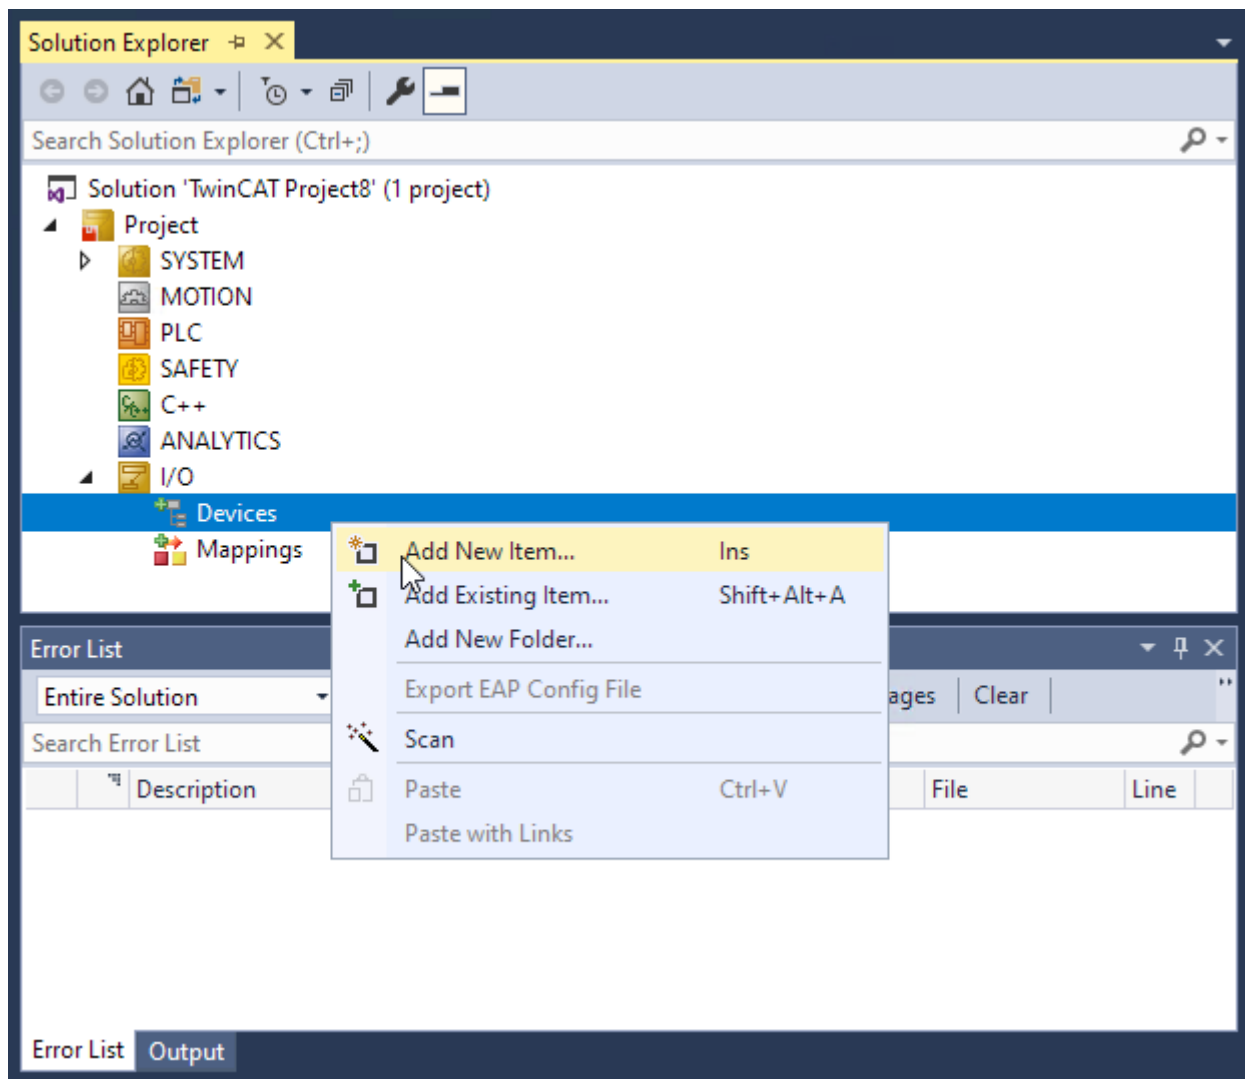 Solution Explorer
Search Solution Explorer (Ctrl+;)
Solution 'TwinCAT Project8' (1 project)
Project
SYSTEM
MOTION
PLC
SAFETY
C++
ANALYTICS
I/O
Devices
Mappings
Add New Item... Ins
Add Existing Item... Shift+Alt+A
Add New Folder...
Export EAP Config File
Scan
Paste Ctrl+V
Paste with Links
Error List
Entire Solution
ages Clear
Search Error List
Description File Line
Error List Output